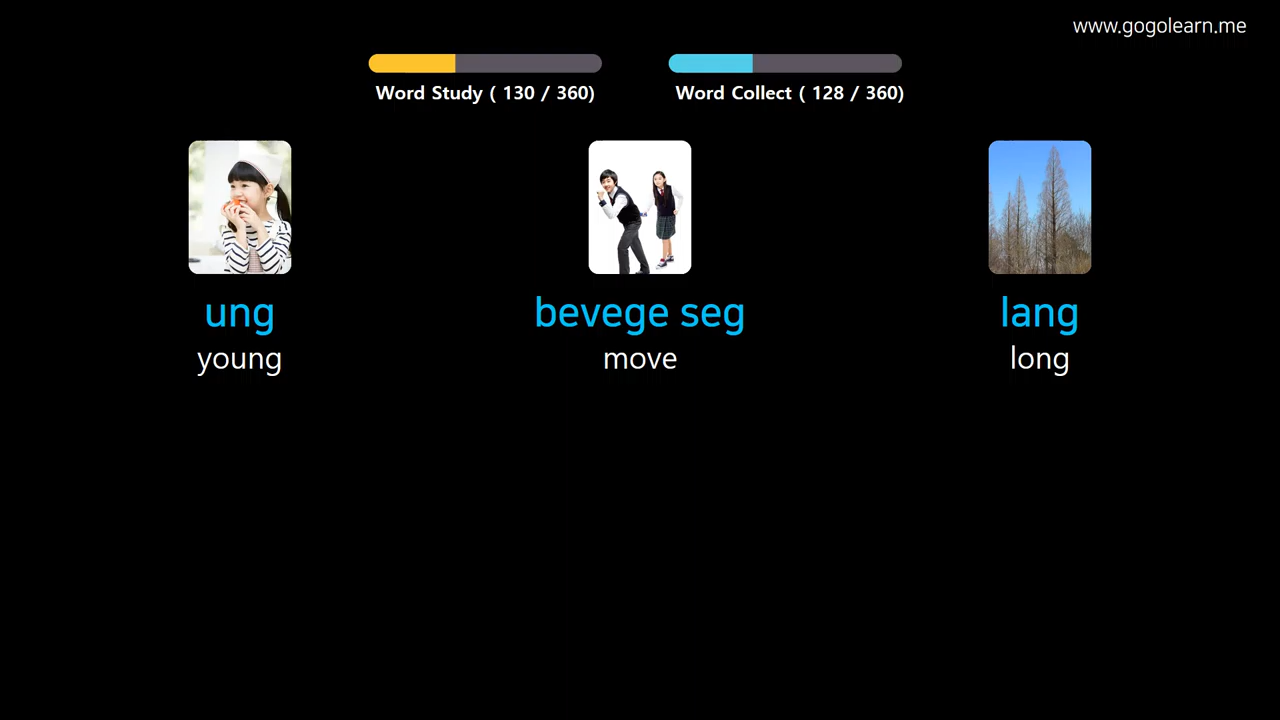 www.gogolearn.me
Word Study ( 130 / 360)
Word Collect ( 128 / 360)
ung
bevege seg
lang
young
move
long